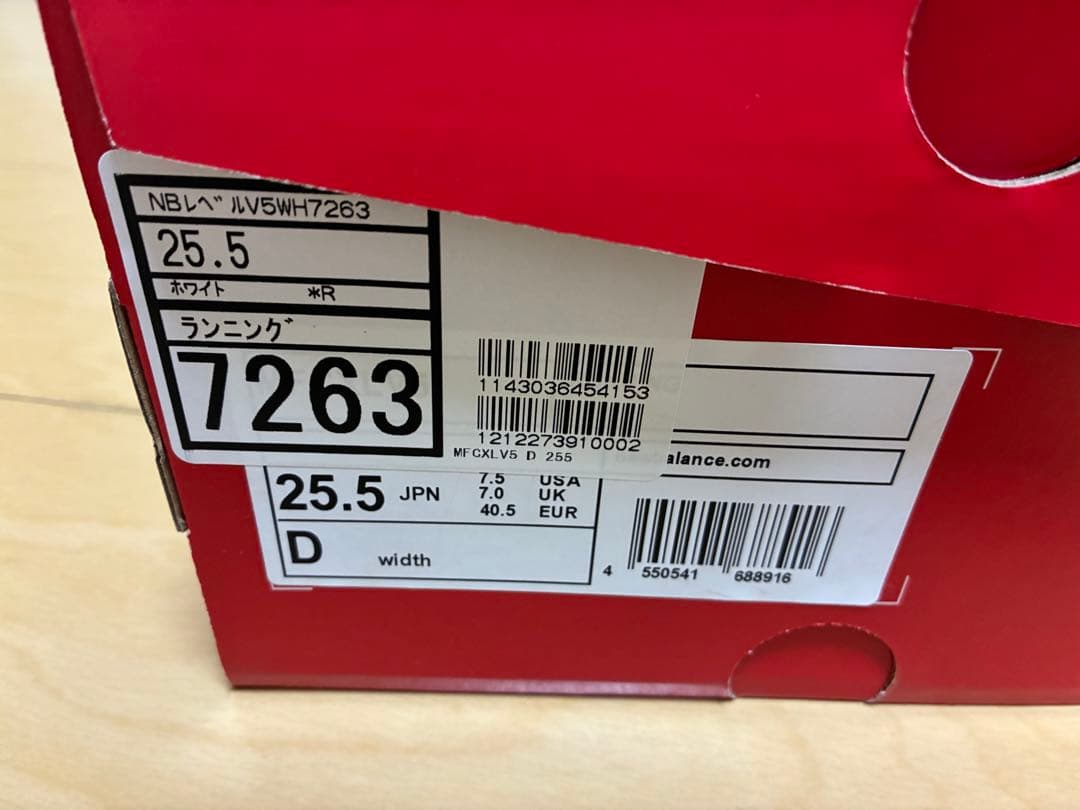 NBレベルV5WH7263
25.5
ホワイト *R
ランニング
7263
1143036454153
1212273910002
MFCXLV5 D 255
alance.com
25.5 JPN
7.5 USA
7.0 UK
40.5 EUR
D width
4 550541 688916